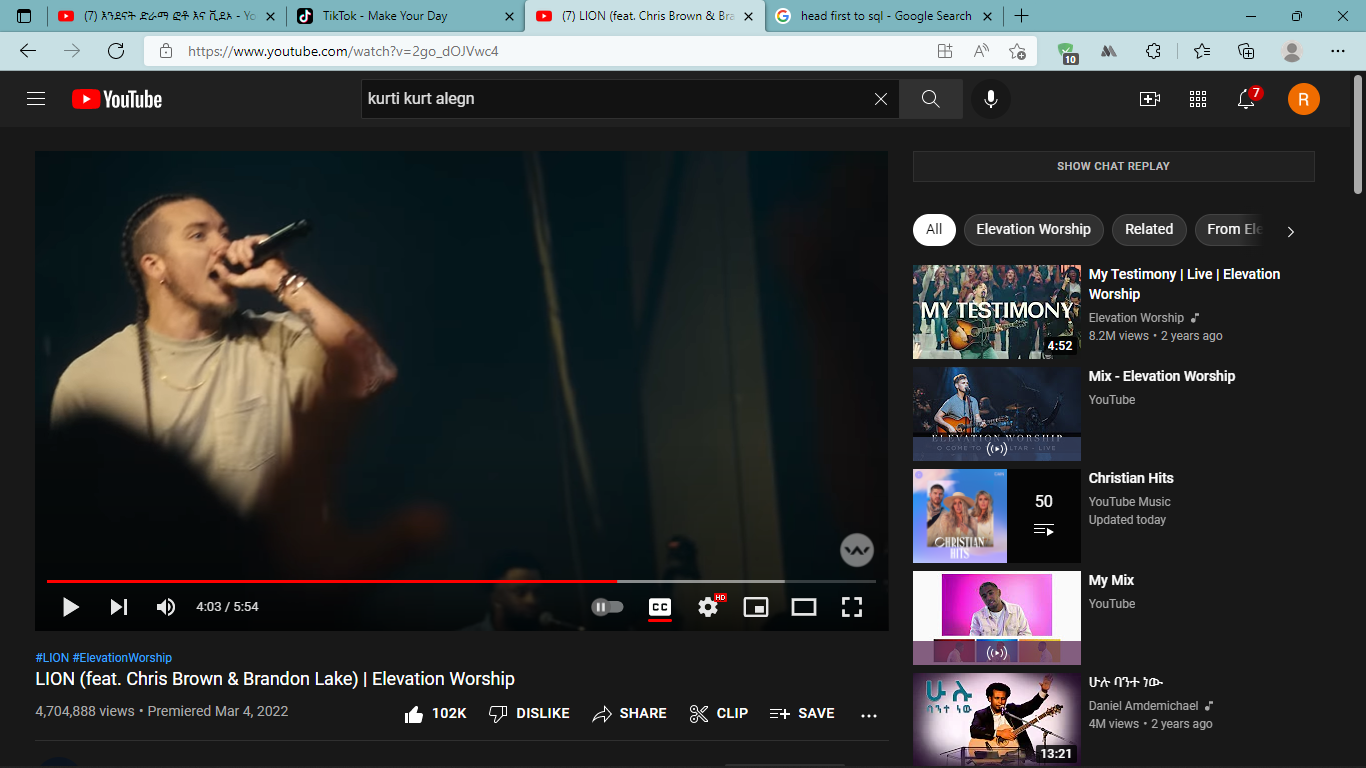 (7) እንደናት ድራማ ፎቶ እና ቪዲኦ - Yo
TikTok - Make Your Day
(7) LION (feat. Chris Brown & Bra
head first to sql - Google Search
https://www.youtube.com/watch?v=2go_dOJVwc4
10
YouTube
kurti kurt alegn
7
R
SHOW CHAT REPLAY
All
Elevation Worship
Related
From Ele
MY TESTIMONY
4:52
My Testimony | Live | Elevation
Worship
Elevation Worship
8.2M views • 2 years ago
ELEVATION WORSHIP
Mix - Elevation Worship
YouTube
CHRISTIAN
HITS
50
Christian Hits
YouTube Music
Updated today
My Mix
YouTube
ሁሉ
ባንተ ነው
13:21
ሁሉ ባንተ ነው
Daniel Amdemichael
4M views • 2 years ago
4:03 / 5:54
CC
HD
#LION #ElevationWorship
LION (feat. Chris Brown & Brandon Lake) | Elevation Worship
4,704,888 views • Premiered Mar 4, 2022
102K
DISLIKE
SHARE
CLIP
SAVE